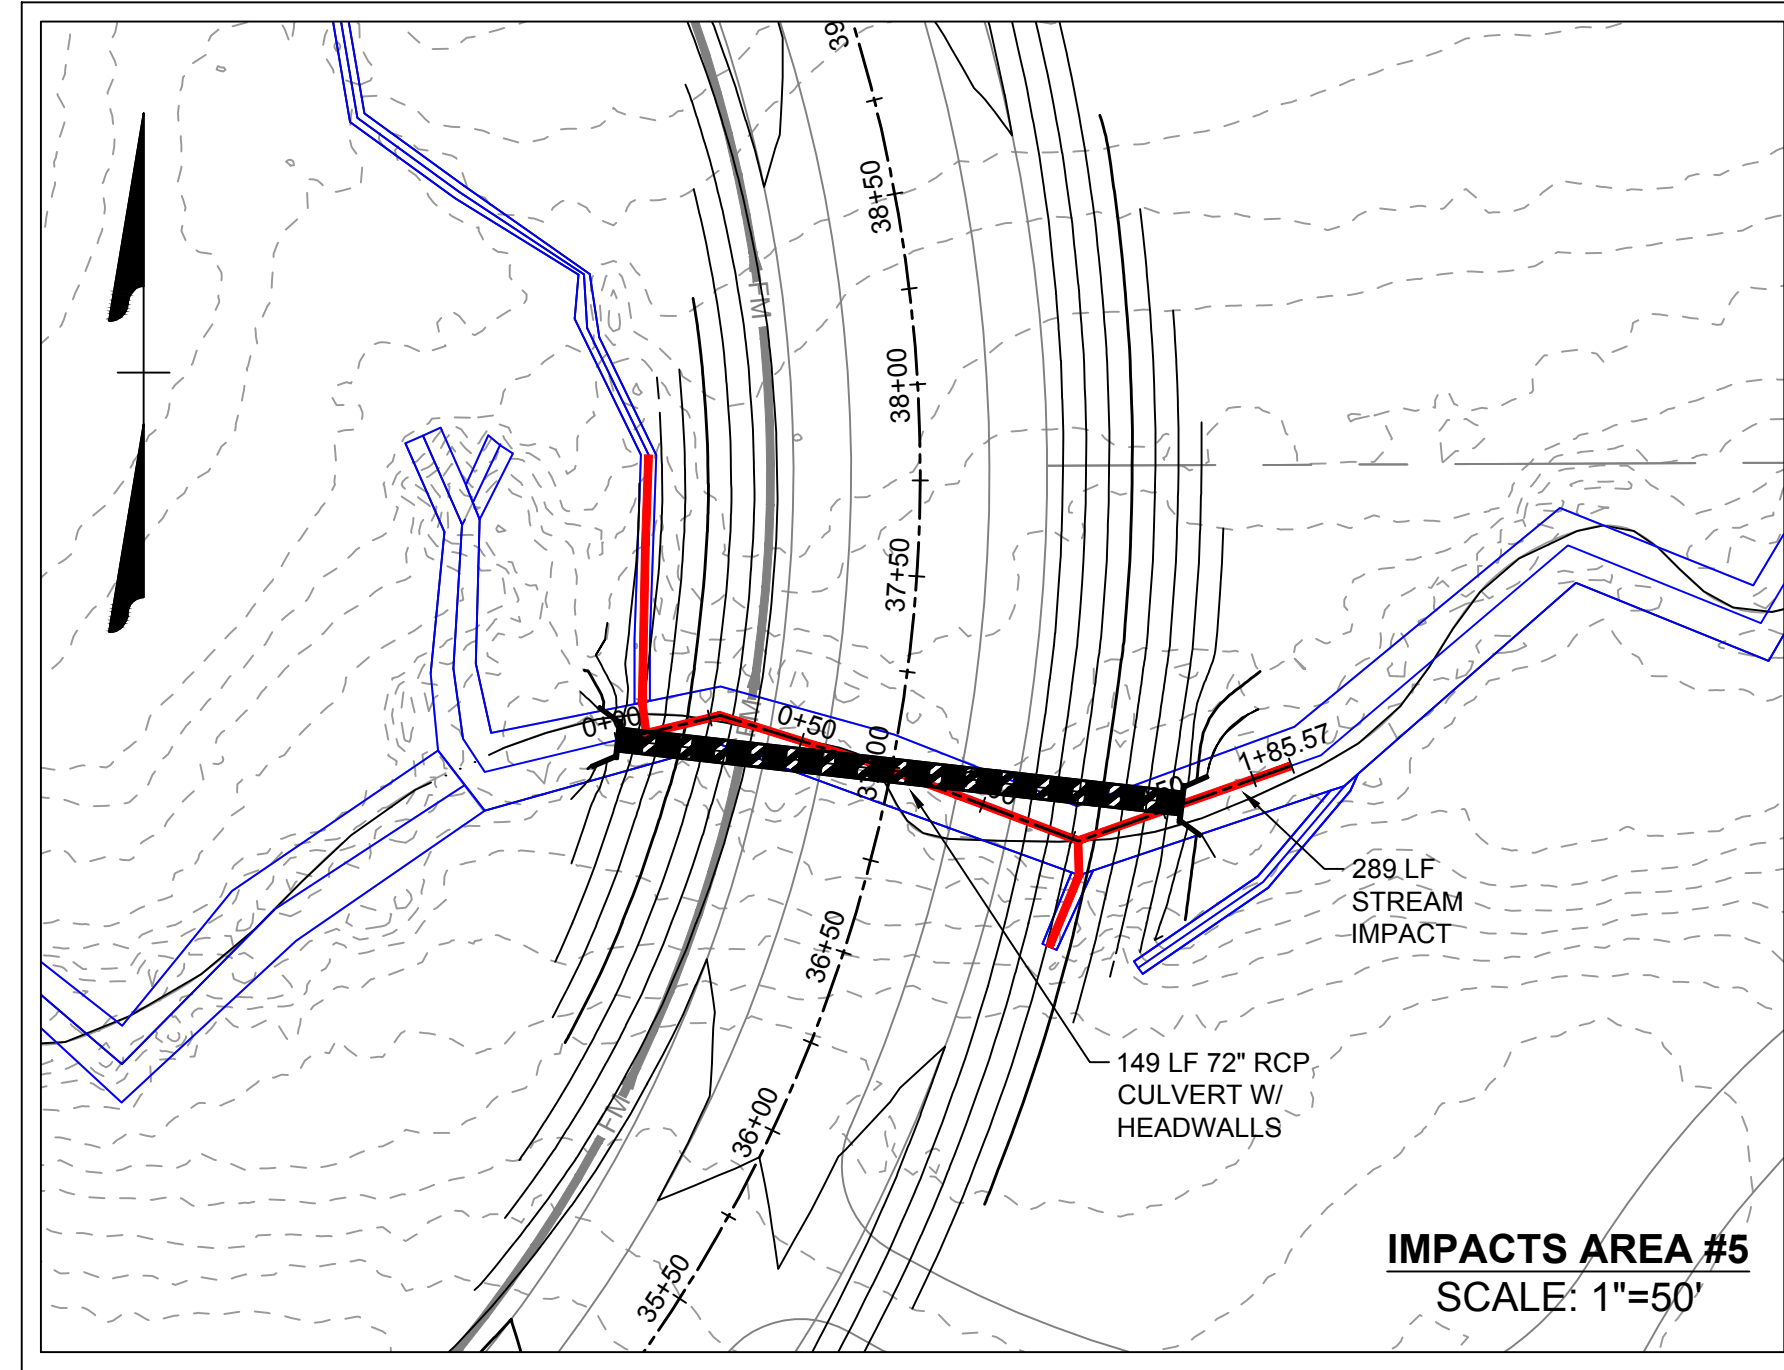 39
38+50
FM
38+00
37+50
0+00
0+50
1+85.57
50
289 LF
STREAM
IMPACT
36+50
149 LF 72" RCP
CULVERT W/
HEADWALLS
36+00
FM
35+50
IMPACTS AREA #5
SCALE: 1"=50'